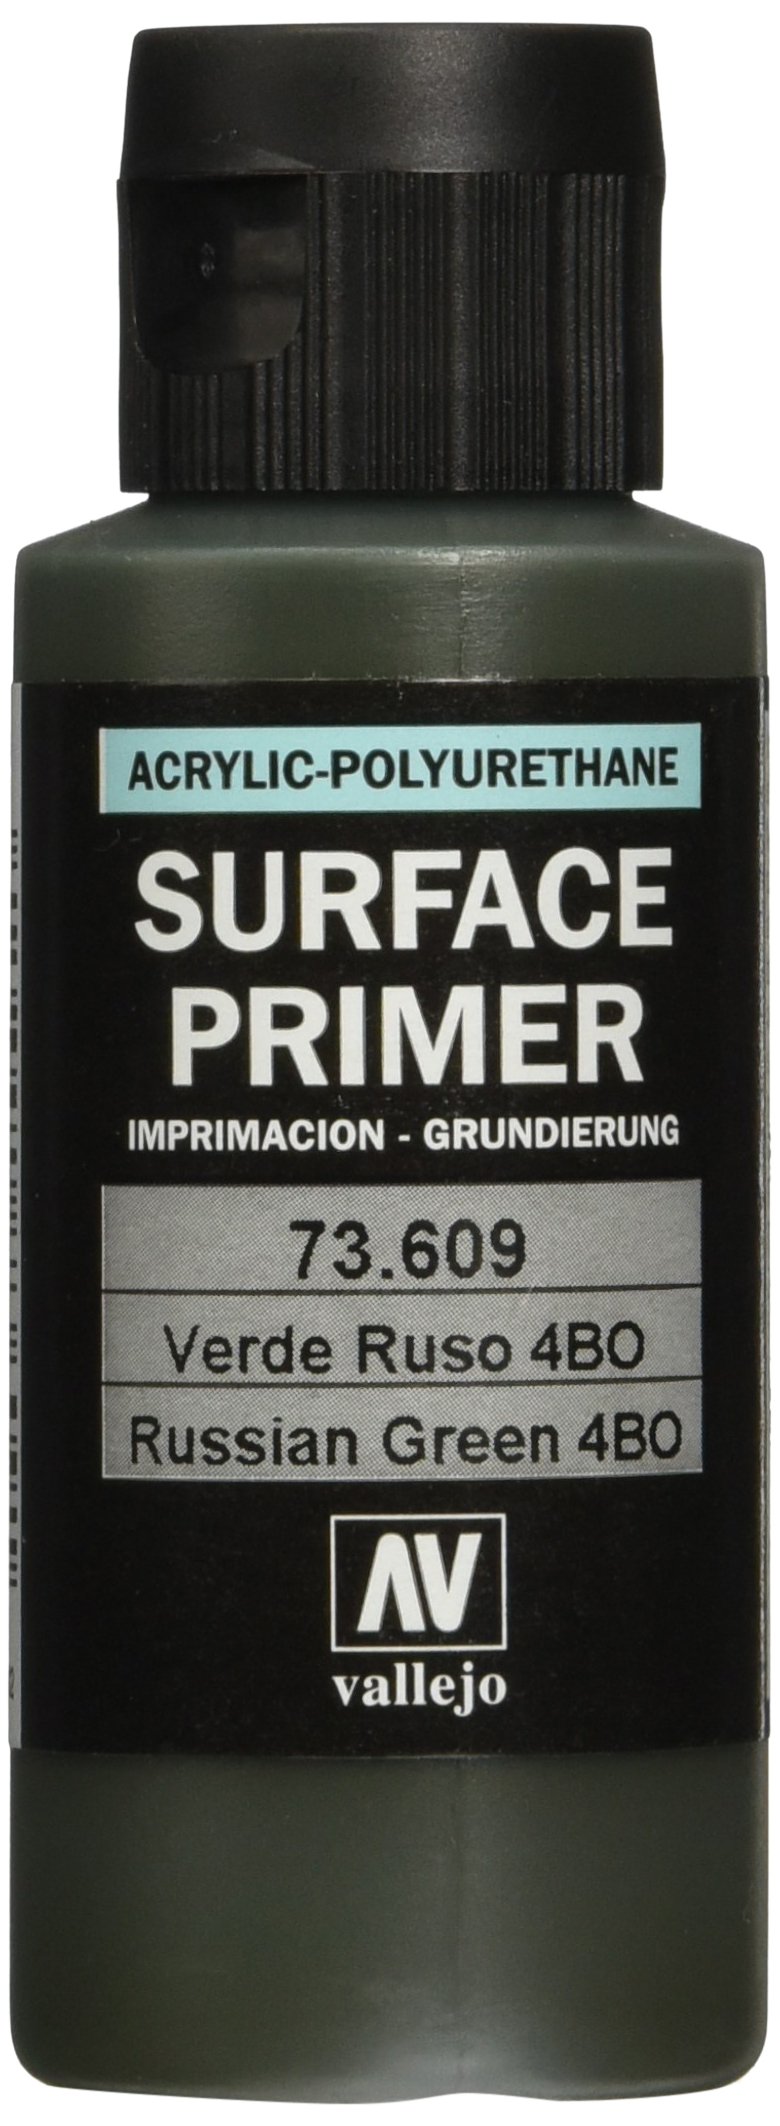 ACRYLIC-POLYURETHANE
SURFACE
PRIMER
IMPRIMACION - GRUNDIERUNG
73.609
Verde Ruso 4BO
Russian Green 4BO
AV
vallejo